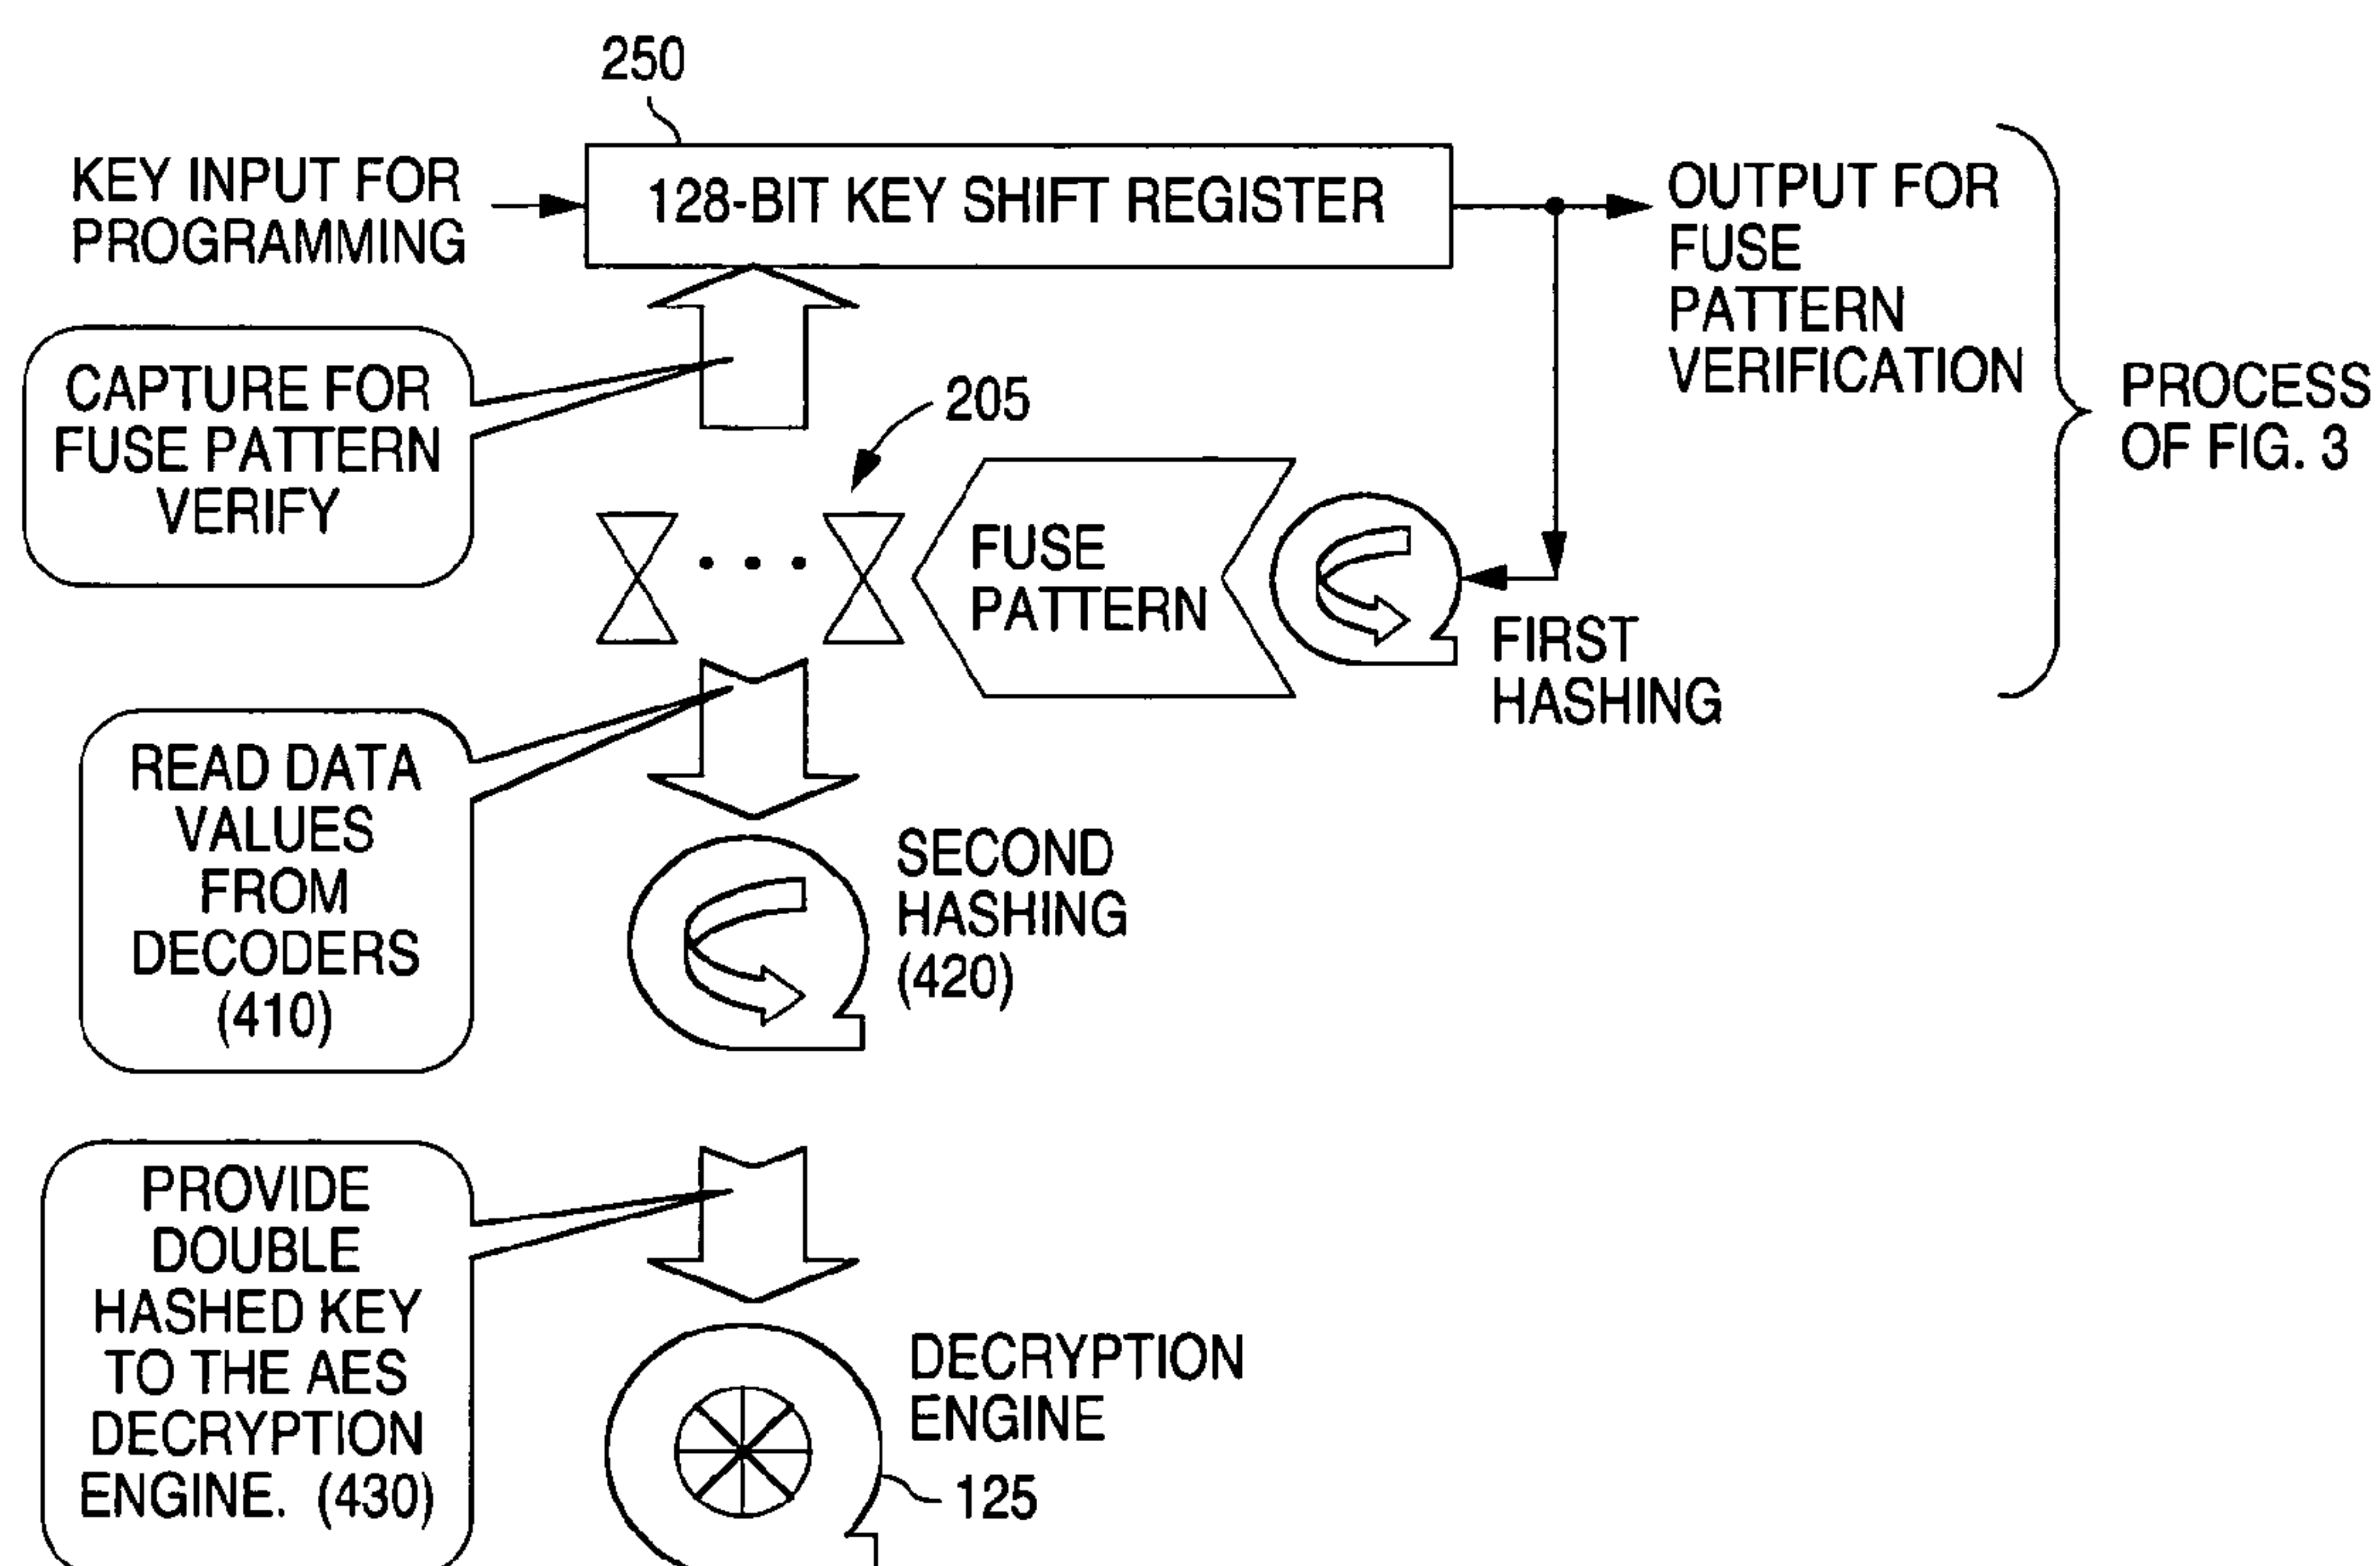 250
KEY INPUT FOR
PROGRAMMING
128-BIT KEY SHIFT REGISTER
OUTPUT FOR
FUSE
PATTERN
VERIFICATION
PROCESS
OF FIG. 3
CAPTURE FOR
FUSE PATTERN
VERIFY
205
FUSE
PATTERN
FIRST
HASHING
READ DATA
VALUES
FROM
DECODERS
(410)
SECOND
HASHING
(420)
PROVIDE
DOUBLE
HASHED KEY
TO THE AES
DECRYPTION
ENGINE. (430)
DECRYPTION
ENGINE
125